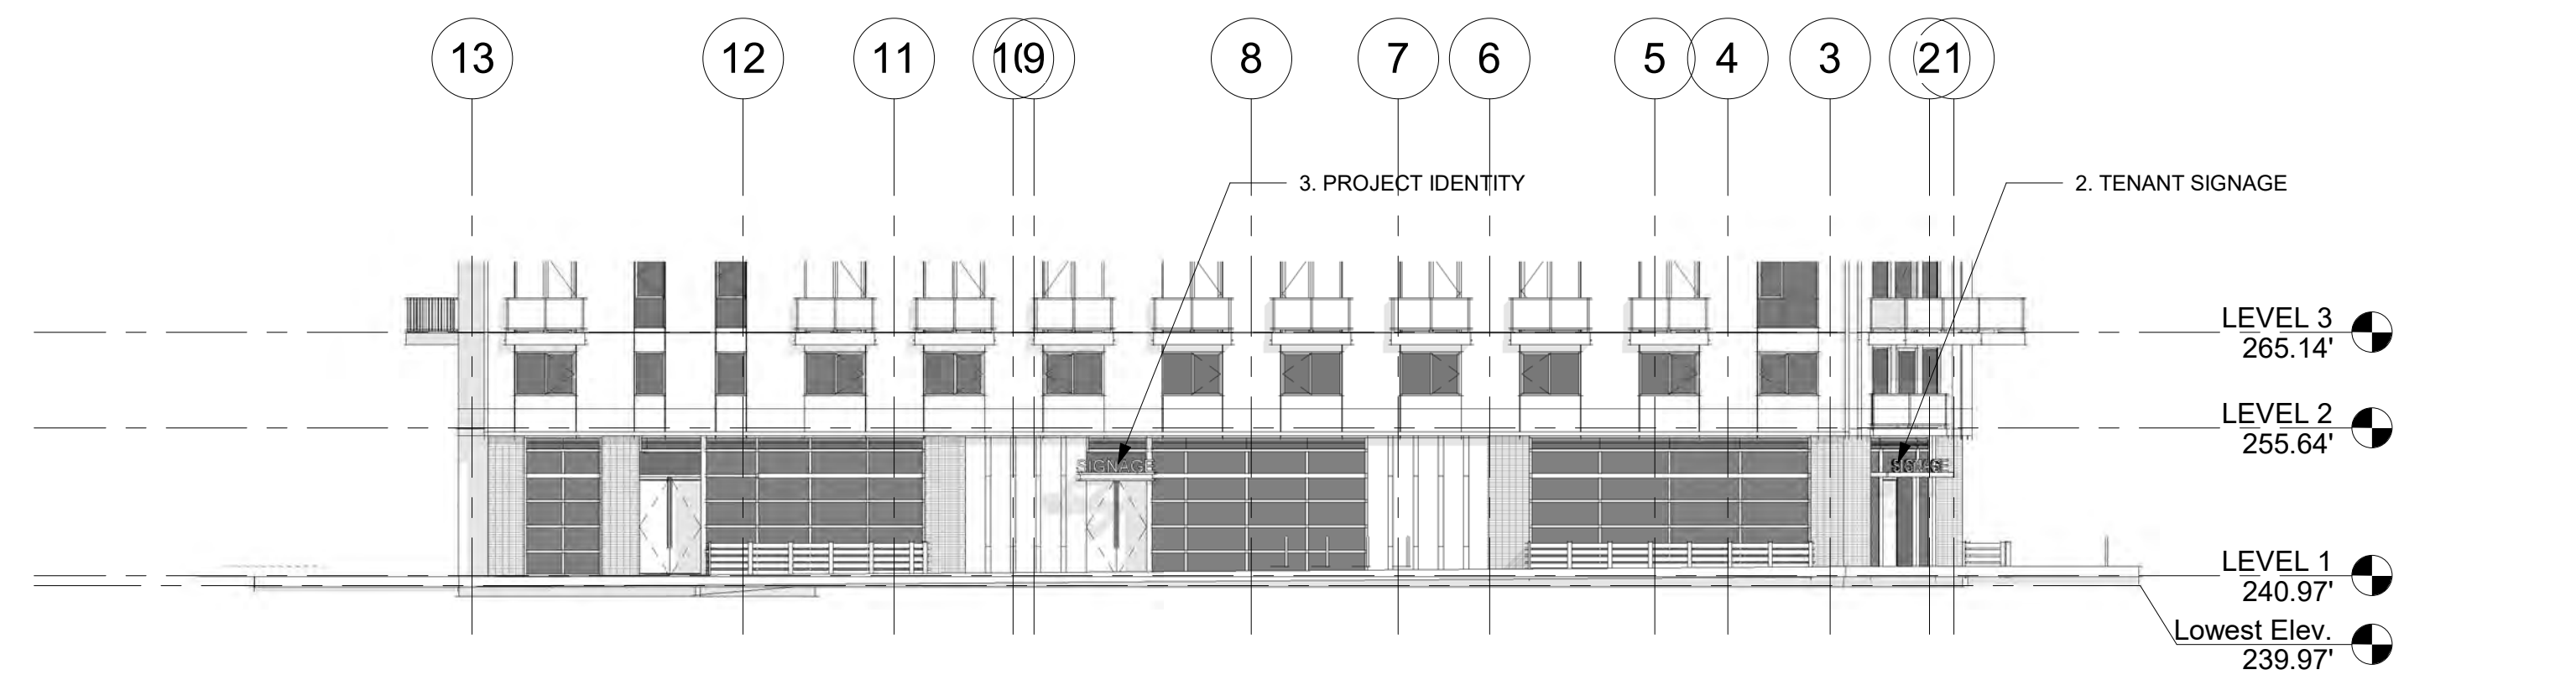 13
12
11
10
9
8
7
6
5
4
3
2
1
3. PROJECT IDENTITY
2. TENANT SIGNAGE
LEVEL 3
265.14'
LEVEL 2
255.64'
SIGNAGE
SIGNAGE
LEVEL 1
240.97'
Lowest Elev.
239.97'